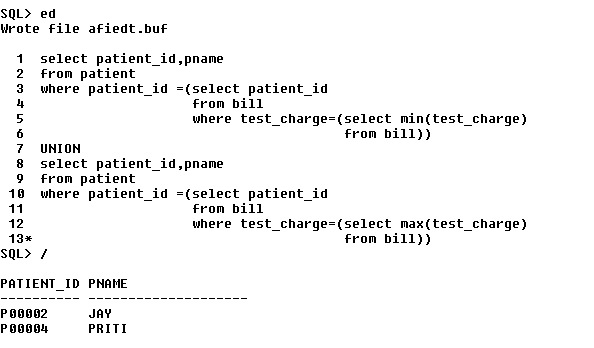 SQL> ed
Wrote file afiedt.buf
1 select patient_id,pname
2 from patient
3 where patient_id =(select patient_id
4 from bill
5 where test_charge=(select min(test_charge)
6 from bill))
7 UNION
8 select patient_id,pname
9 from patient
10 where patient_id =(select patient_id
11 from bill
12 where test_charge=(select max(test_charge)
13* from bill))
SQL> /
PATIENT_ID PNAME
---------- --------------------
P00002 JAY
P00004 PRITI